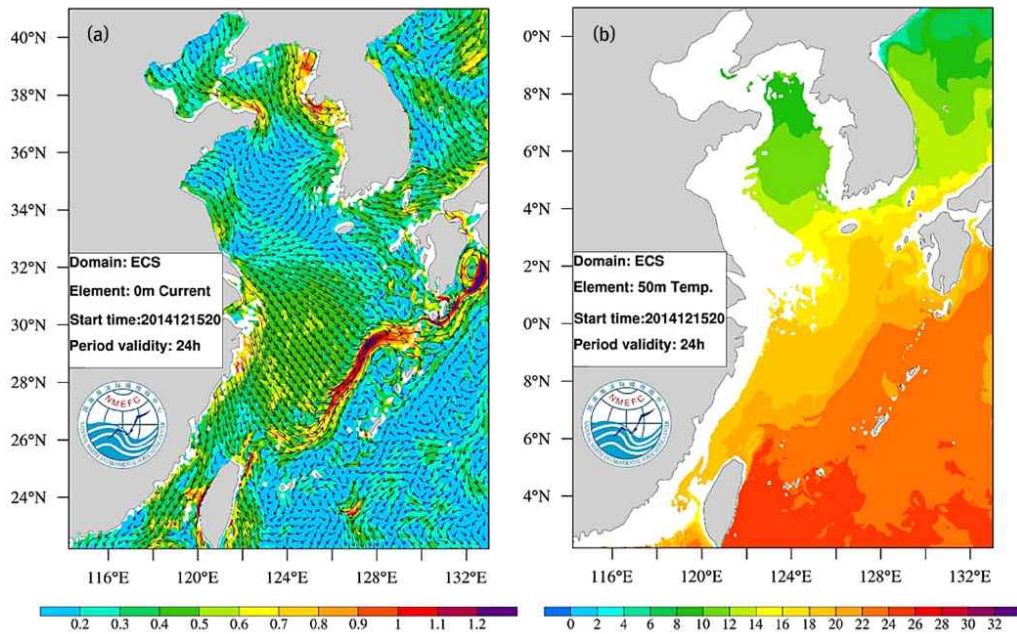 (a)
40°N
38°N
36°N
34°N
32°N
30°N
28°N
26°N
24°N
Domain: ECS
Element: 0m Current
Start time:2014121520
Period validity: 24h
NMEFC
116°E 120°E 124°E 128°E 132°E
0.2 0.3 0.4 0.5 0.6 0.7 0.8 0.9 1 1.1 1.2
(b)
0°N
8°N
6°N
4°N
2°N
0°N
8°N
6°N
4°N
Domain: ECS
Element: 50m Temp.
Start time:2014121520
Period validity: 24h
NMEFC
116°E 120°E 124°E 128°E 132°E
0 2 4 6 8 10 12 14 16 18 20 22 24 26 28 30 32